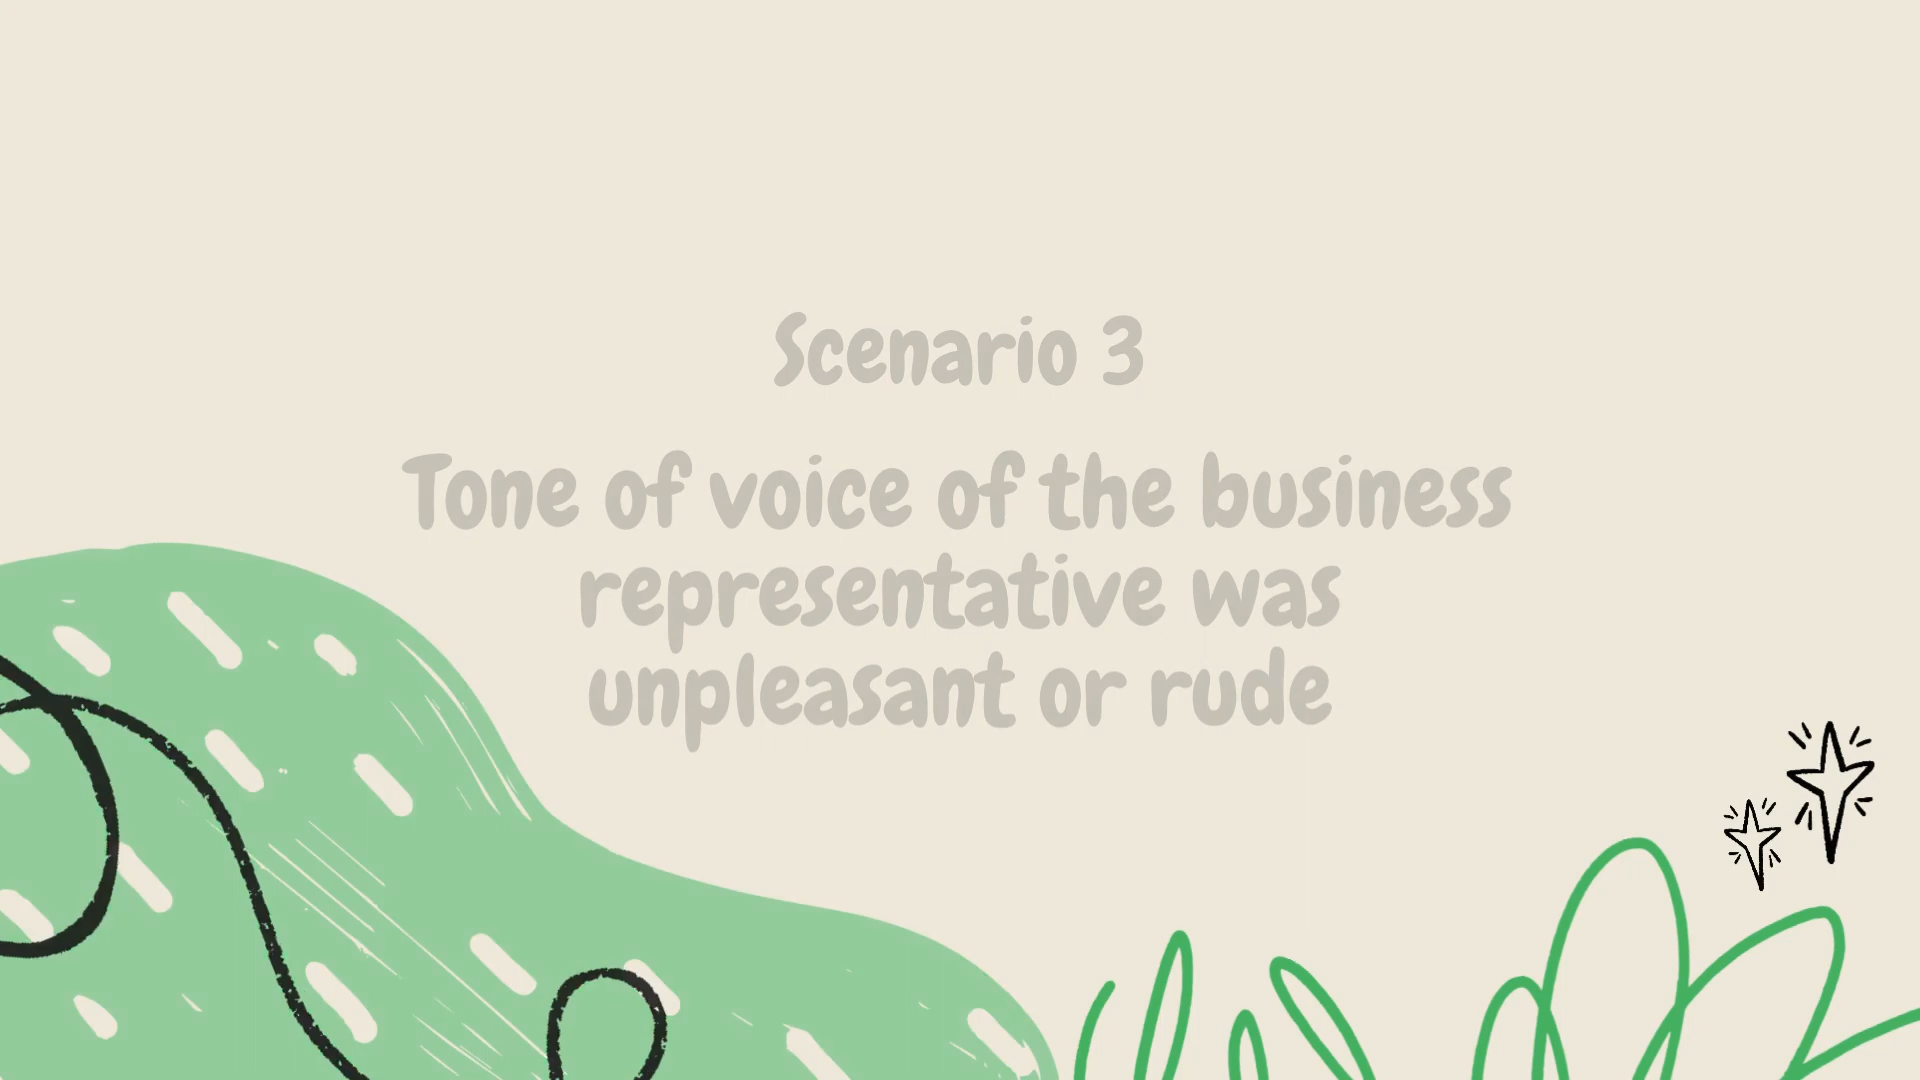 Scenario 3
Tone of voice of the business
representative was
unpleasant or rude